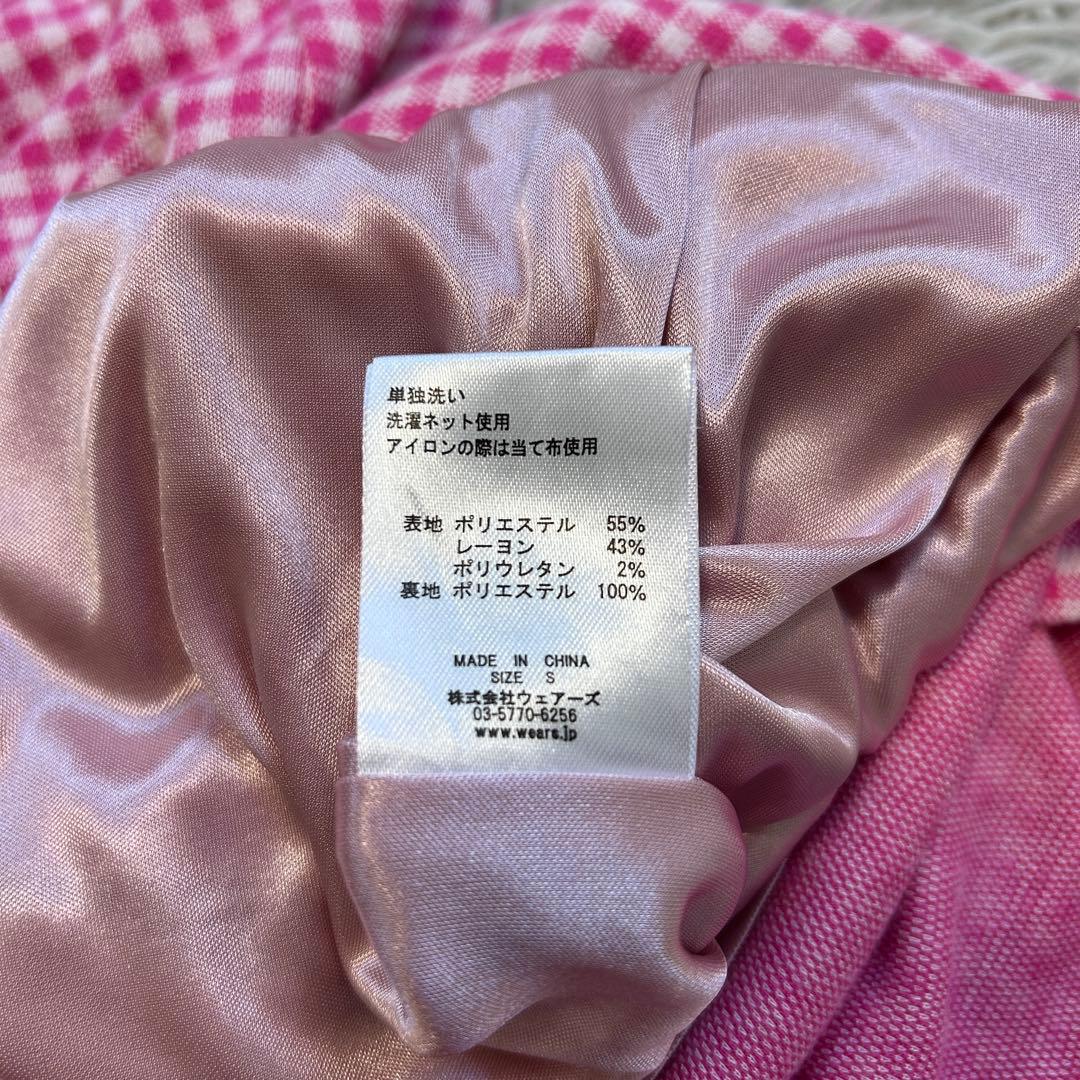 単独洗い
洗濯ネット使用
アイロンの際は当て布使用
表地 ポリエステル 55%
レーヨン 43%
ポリウレタン 2%
裏地 ポリエステル 100%
MADE IN CHINA
SIZE S
株式会社ウェアーズ
03-5770-6256
www.wears.jp